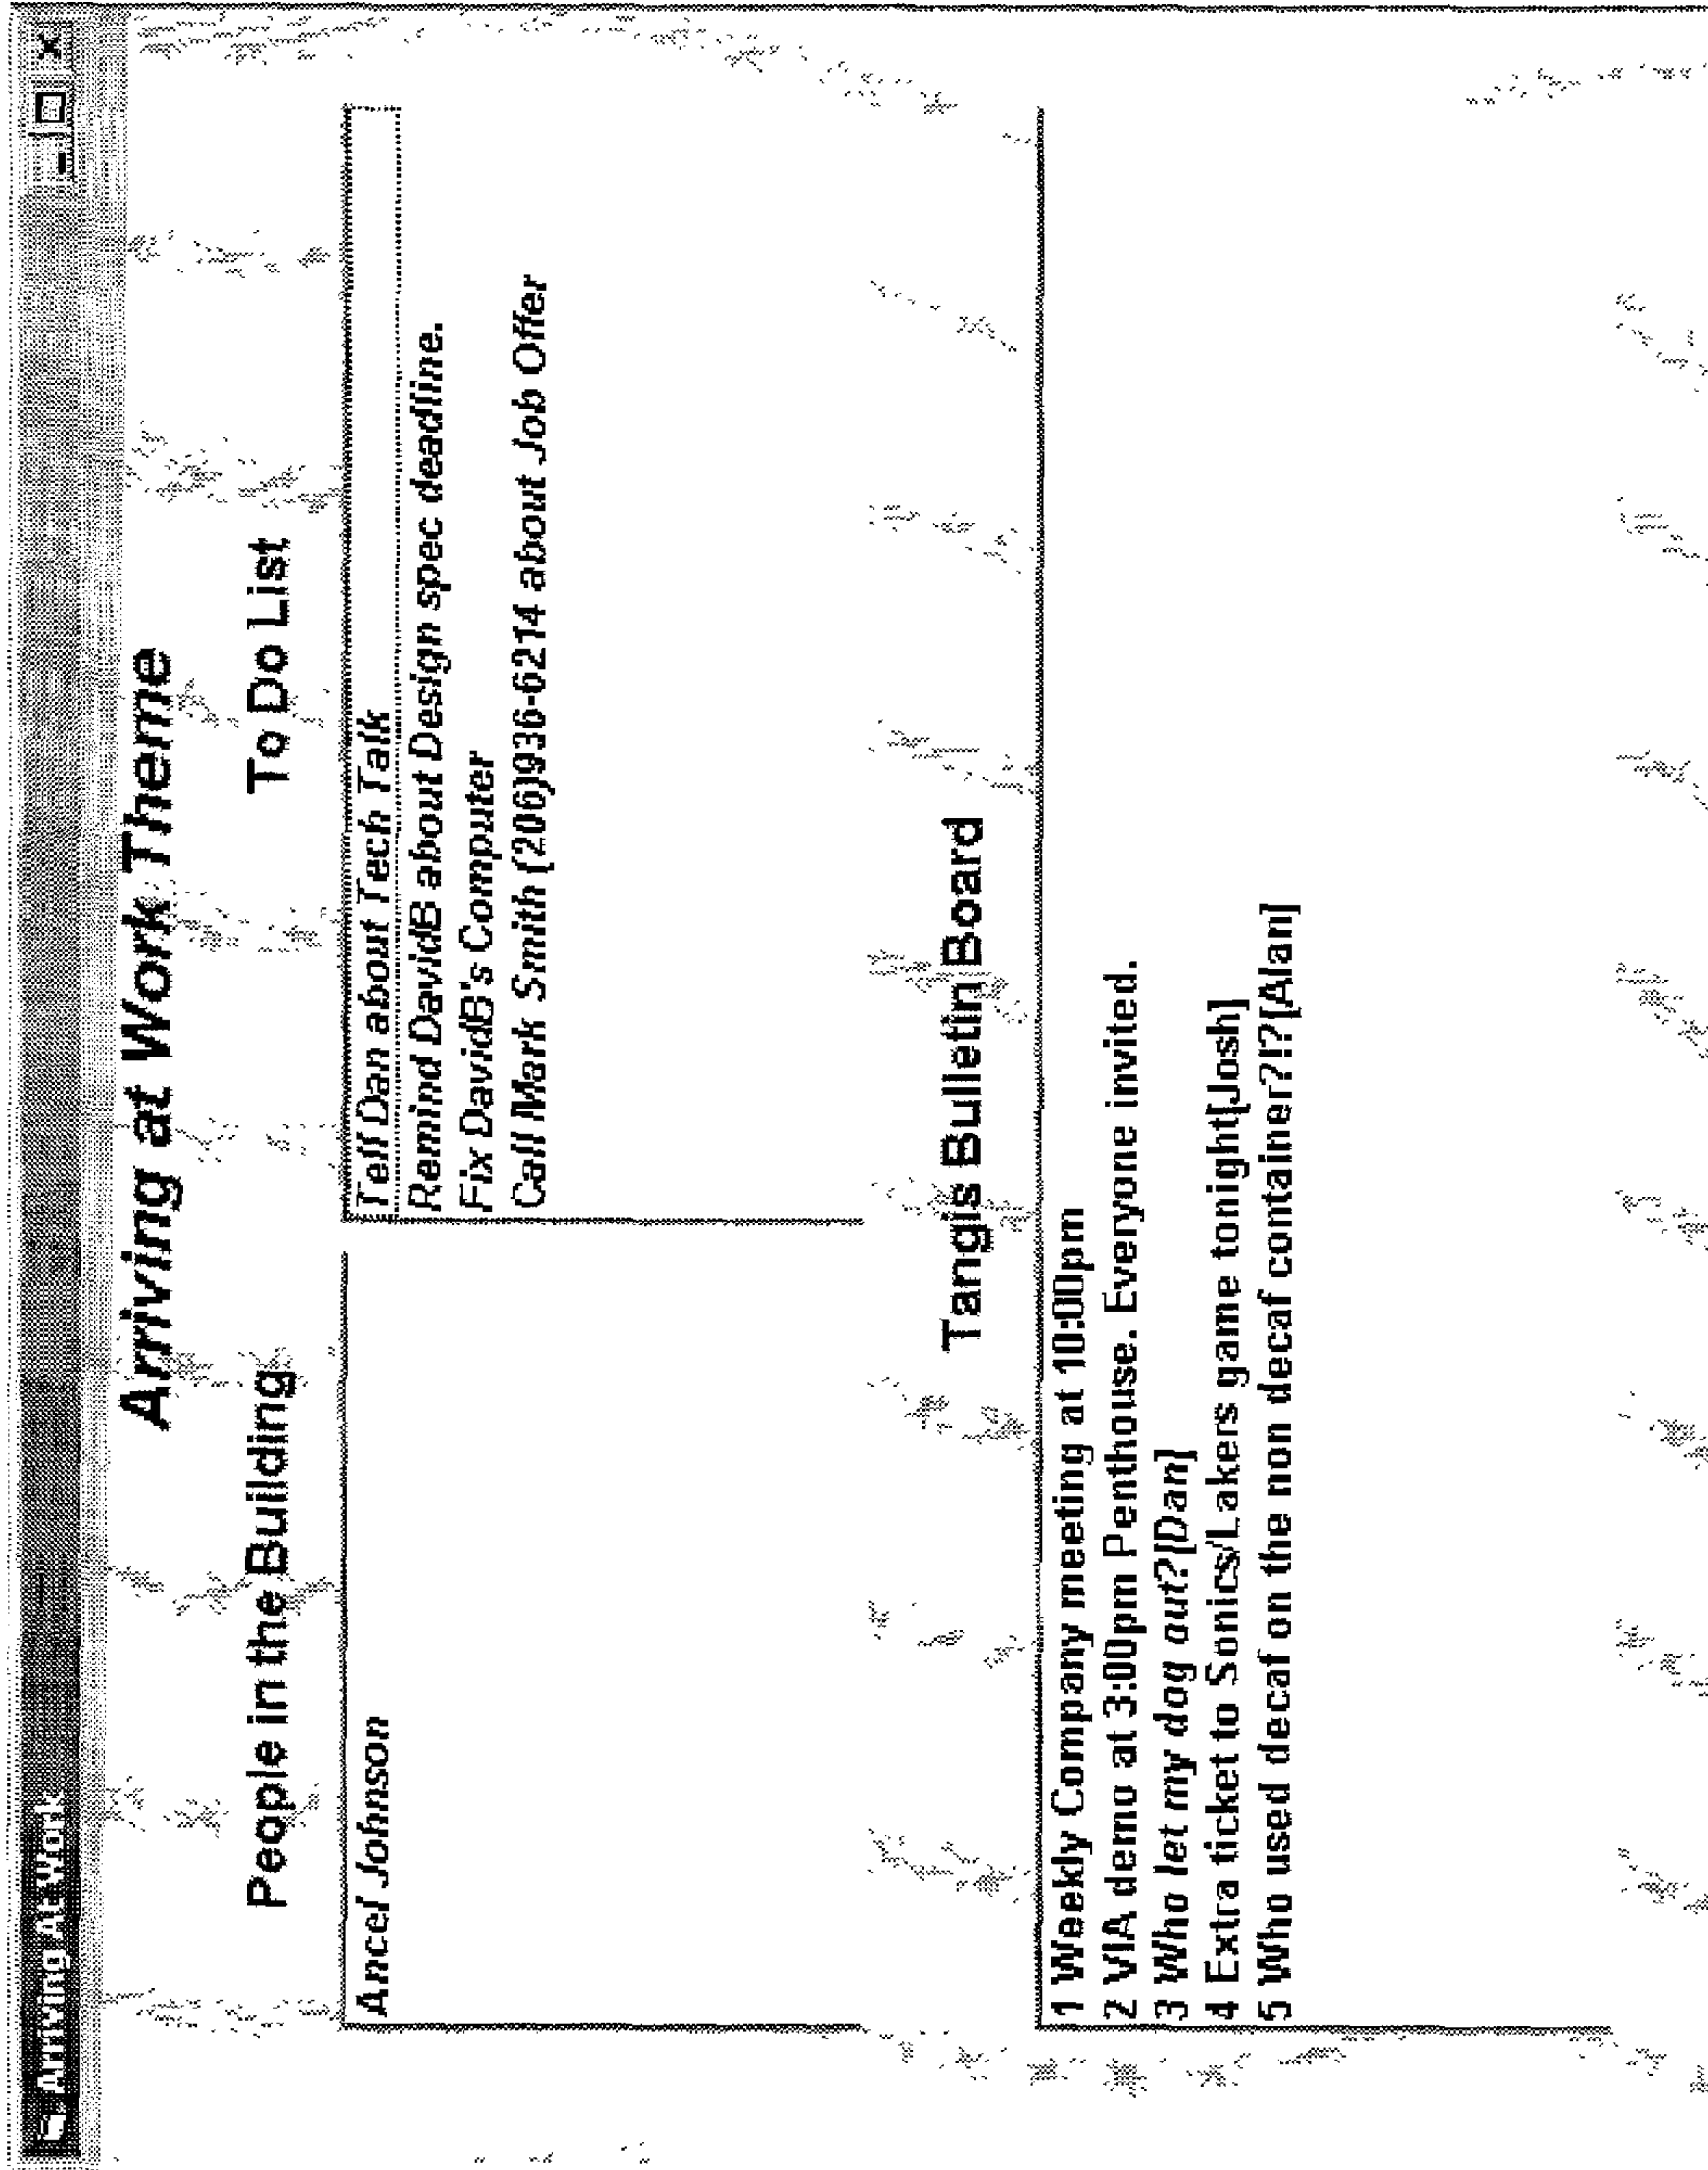 Arriving At Work
Arriving at Work Theme
People in the Building
To Do List
Ancel Johnson
Tell Dan about Tech Talk
Remind DavidB about Design spec deadline.
Fix DavidB's Computer
Call Mark Smith (206)936-6214 about Job Offer
Tangis Bulletin Board
1 Weekly Company meeting at 10:00pm
2 VIA demo at 3:00pm Penthouse. Everyone invited.
3 Who let my dog out?[Dan]
4 Extra ticket to Sonics/Lakers game tonight[Josh]
5 Who used decaf on the non decaf container?!?[Alan]